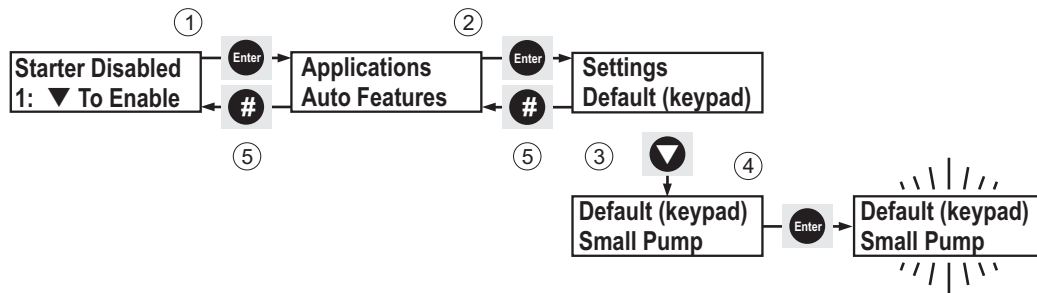 ① ②
Starter Disabled
1: ▼ To Enable
Enter
#
Applications
Auto Features
Enter
#
Settings
Default (keypad)
⑤ ⑤ ③ ④
Default (keypad)
Small Pump
Enter
Default (keypad)
Small Pump